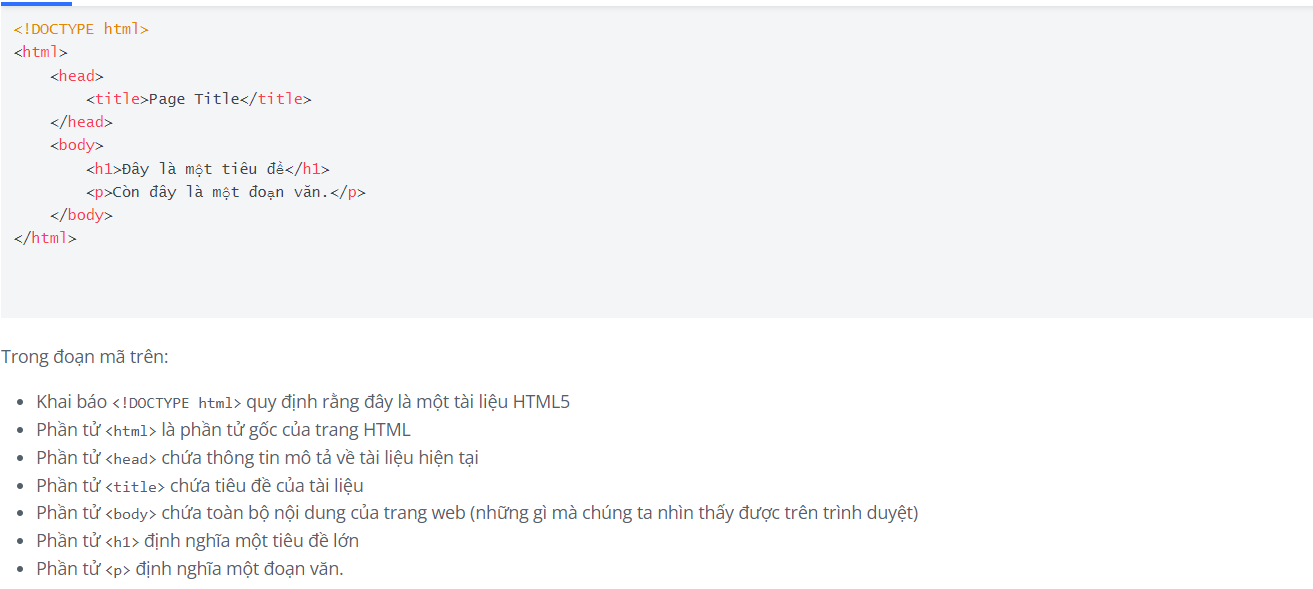 <!DOCTYPE html>
<html>
    <head>
        <title>Page Title</title>
    </head>
    <body>
        <h1>Đây là một tiêu đề</h1>
        <p>Còn đây là một đoạn văn.</p>
    </body>
</html>
Trong đoạn mã trên:
• Khai báo <!DOCTYPE html> quy định rằng đây là một tài liệu HTML5
• Phần tử <html> là phần tử gốc của trang HTML
• Phần tử <head> chứa thông tin mô tả về tài liệu hiện tại
• Phần tử <title> chứa tiêu đề của tài liệu
• Phần tử <body> chứa toàn bộ nội dung của trang web (những gì mà chúng ta nhìn thấy được trên trình duyệt)
• Phần tử <h1> định nghĩa một tiêu đề lớn
• Phần tử <p> định nghĩa một đoạn văn.